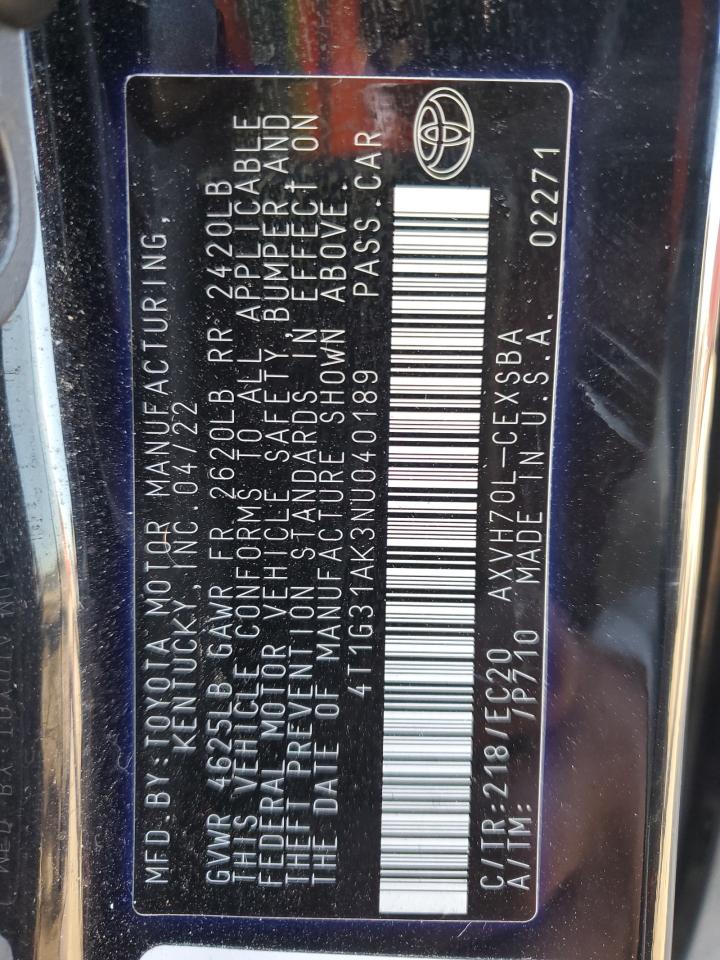 MFD.BY:TOYOTA MOTOR MANUFACTURING,
KENTUCKY,INC.04/22
GVWR 4625LB GAWR FR 2620LB RR 2420LB
THIS VEHICLE CONFORMS TO ALL APPLICABLE
FEDERAL MOTOR VEHICLE SAFETY,BUMPER,AND
THEFT PREVENTION STANDARDS IN EFFECT ON
THE DATE OF MANUFACTURE SHOWN ABOVE.
4T1G31AK3NU040189 PASS.CAR
C/TR:218/EC20 AXVH70L-CEXSBA
A/TM: /P710 MADE IN U.S.A. 02271